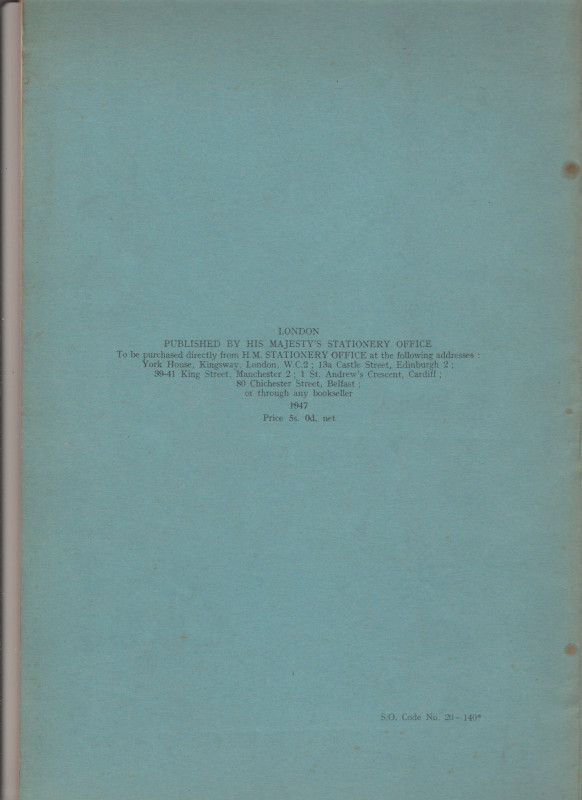 LONDON
PUBLISHED BY HIS MAJESTY'S STATIONERY OFFICE
To be purchased directly from H.M. STATIONERY OFFICE at the following addresses :
York House, Kingsway, London, W.C.2 ; 13a Castle Street, Edinburgh 2 ;
39-41 King Street, Manchester 2 ; 1 St. Andrew's Crescent, Cardiff ;
80 Chichester Street, Belfast ;
or through any bookseller
1947
Price 5s. 0d. net
S.O. Code No. 29—140*